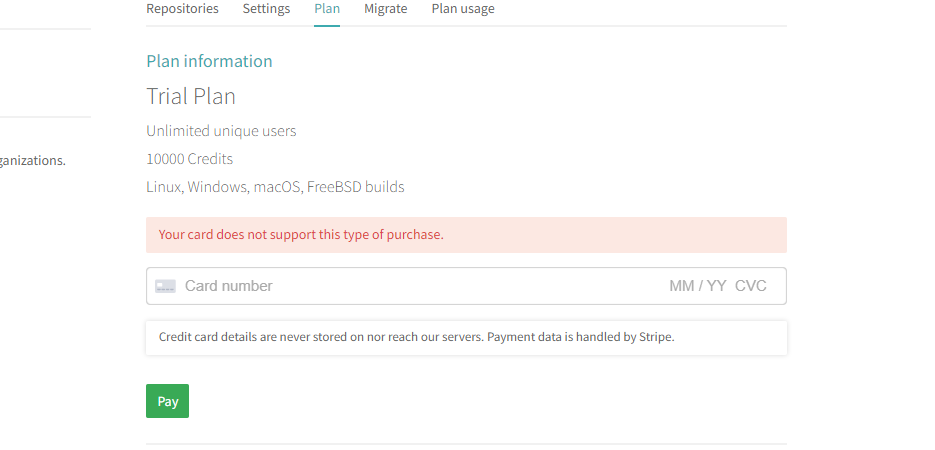 Repositories Settings Plan Migrate Plan usage
Plan information
Trial Plan
Unlimited unique users
10000 Credits
ganizations.
Linux, Windows, macOS, FreeBSD builds
Your card does not support this type of purchase.
Card number MM / YY CVC
Credit card details are never stored on nor reach our servers. Payment data is handled by Stripe.
Pay